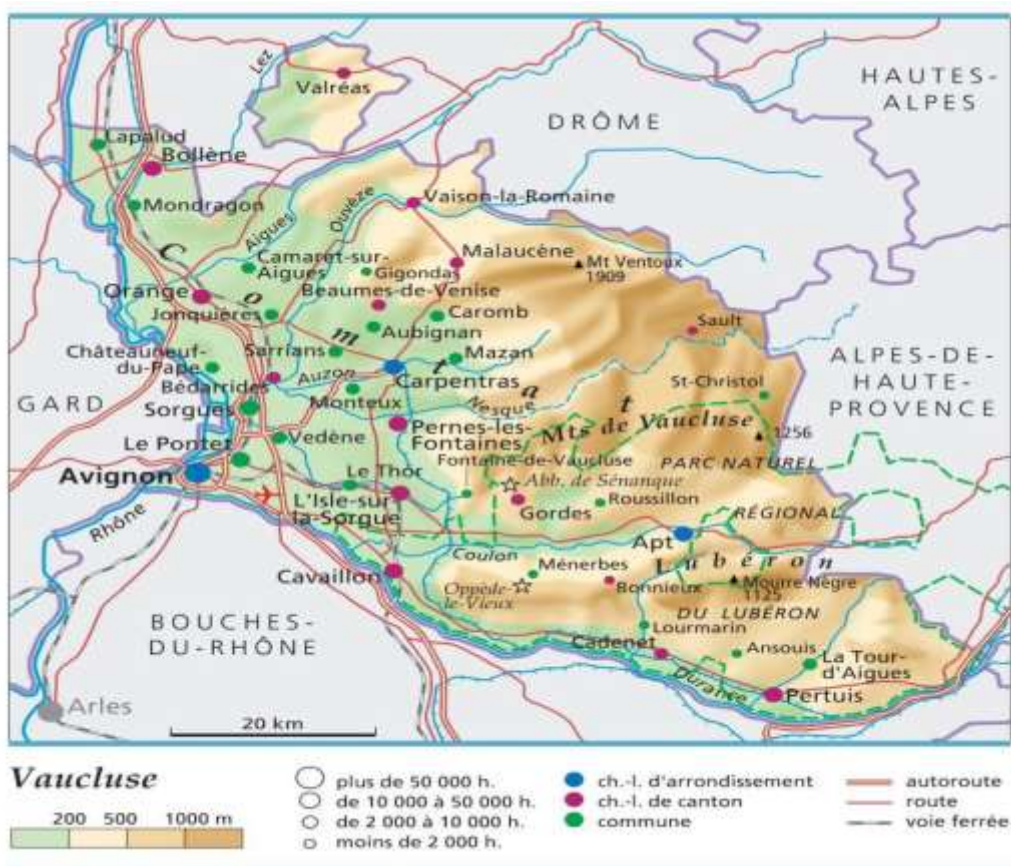 Lez
Valréas
HAUTES-
ALPES
DRÔME
Lapalud
Bollène
Mondragon
Aigues
Ouvèze
Vaison-la-Romaine
Camaret-sur-
Aigues
Gigondas
Malaucène
Mt Ventoux
1909
Orange
Jonquières
Beaumes-de-Venise
Caromb
Aubignan
Sault
Châteauneuf-
du-Pape
Sarrians
Mazan
ALPES-DE-
HAUTE-
PROVENCE
Bédarrides
Auzon
Carpentras
St-Christol
GARD
Sorgues
Monteux
Nesque
Comtat
Pernes-les-
Fontaines
Mts de Vaucluse
1256
Le Pontet
Vedène
Fontaine-de-Vaucluse
PARC NATUREL
Avignon
Le Thor
Abb. de Sénanque
Roussillon
L'Isle-sur
la-Sorgue
Gordes
RÉGIONAL
Rhône
Apt
Coulon
Lubéron
Cavaillon
Ménerbes
Oppède-
le-Vieux
Bonnieux
Mourre Nègre
1125
BOUCHES-
DU-RHÔNE
DU LUBÉRON
Lourmarin
Cadenet
Ansouis
La Tour-
d'Aigues
Durance
Pertuis
Arles
20 km
Vaucluse
200 500 1000 m
plus de 50 000 h.
de 10 000 à 50 000 h.
de 2 000 à 10 000 h.
moins de 2 000 h.
ch.-l. d'arrondissement
ch.-l. de canton
commune
autoroute
route
voie ferrée